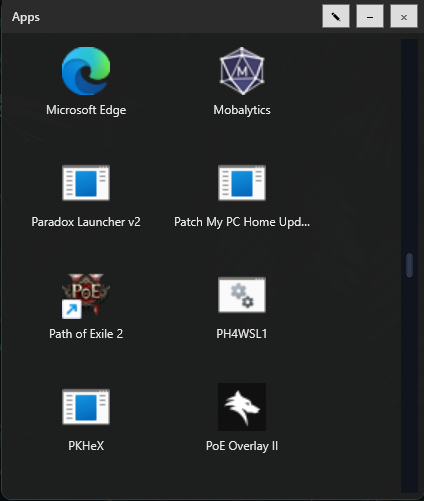 Apps
Microsoft Edge
Mobalytics
Paradox Launcher v2
Patch My PC Home Upd...
Path of Exile 2
PH4WSL1
PKHeX
PoE Overlay II